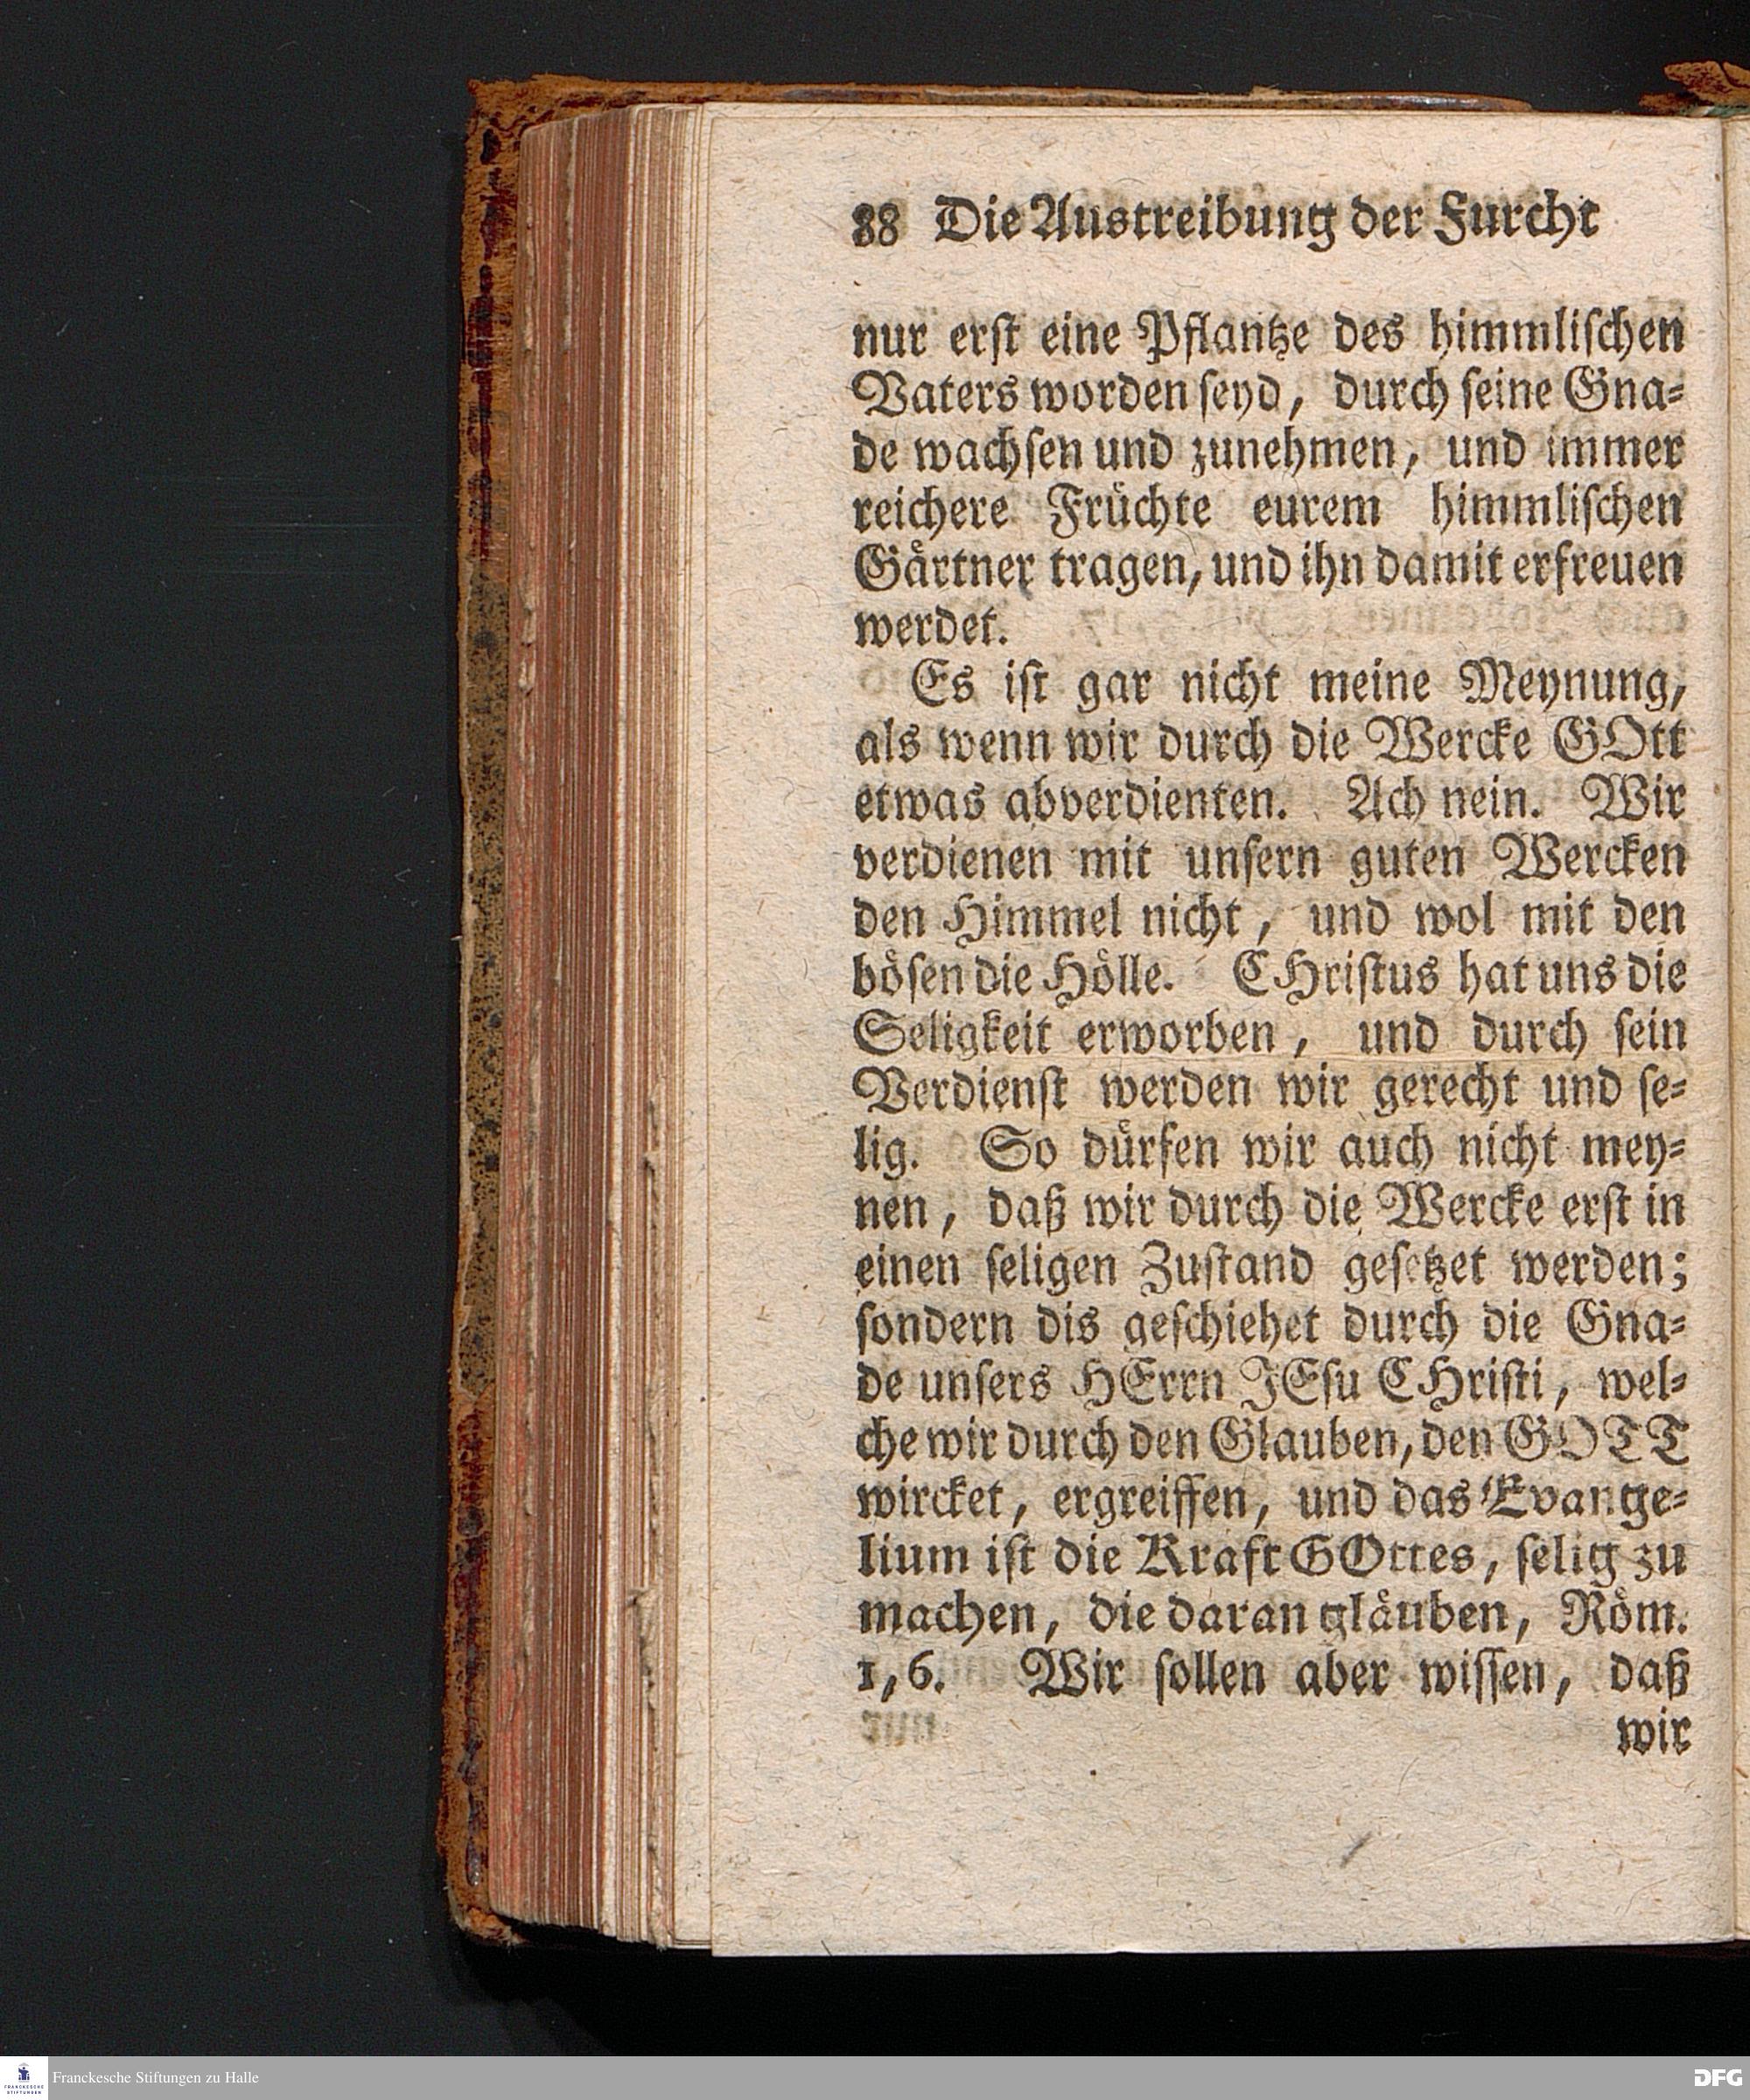 88 Die Austreibung der Furcht
nur erst eine Pflantze des himmlischen
Vaters worden seyd, durch seine Gna-
de wachsen und zunehmen, und immer
reichere Früchte eurem himmlischen
Gärtner tragen, und ihn damit erfreuen
werdet.
Es ist gar nicht meine Meynung,
als wenn wir durch die Wercke GOtt
etwas abverdienten. Ach nein. Wir
verdienen mit unsern guten Wercken
den Himmel nicht, und wol mit den
bösen die Hölle. CHristus hat uns die
Seligkeit erworben, und durch sein
Verdienst werden wir gerecht und se-
lig. So dürfen wir auch nicht mey-
nen, daß wir durch die Wercke erst in
einen seligen Zustand gesetzet werden;
sondern dis geschiehet durch die Gna-
de unsers HErrn JEsu CHristi, wel-
che wir durch den Glauben, den GOTT
wircket, ergreiffen, und das Evange-
lium ist die Kraft GOttes, selig zu
machen, die daran gläuben, Röm.
1, 6. Wir sollen aber wissen, daß
wir
FRANCKESCHE STIFTUNGEN
Franckesche Stiftungen zu Halle
DFG